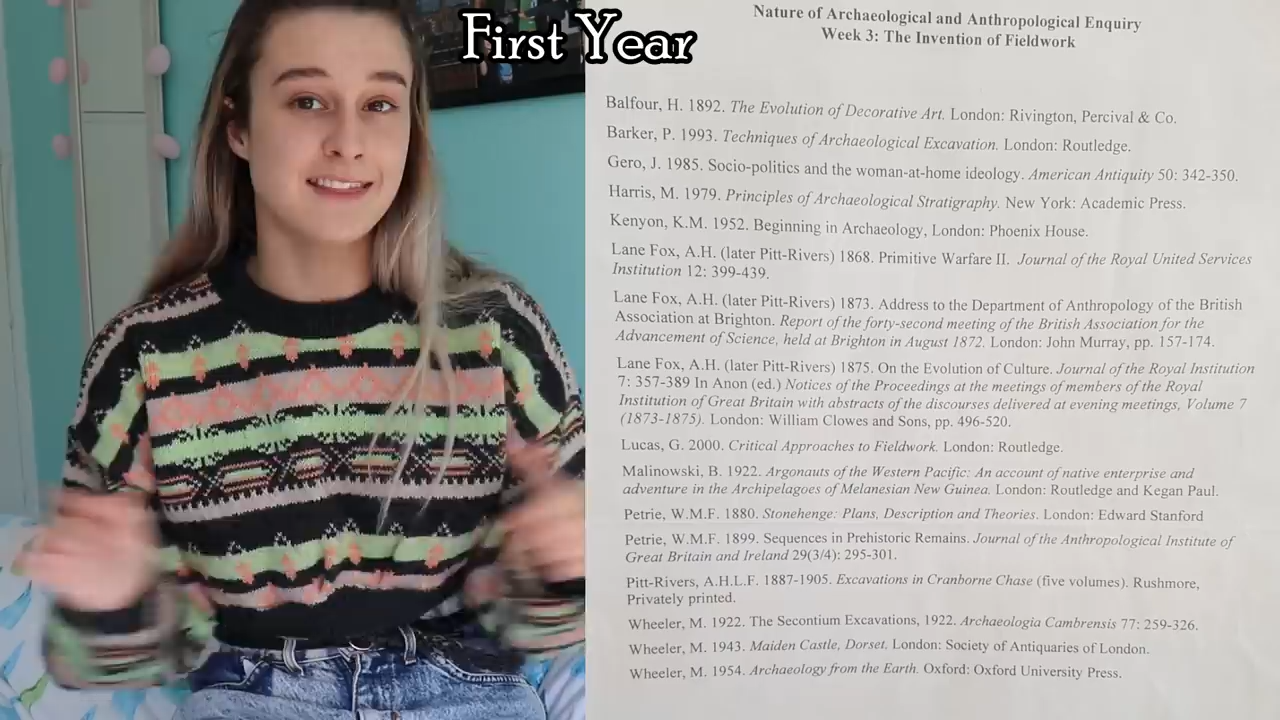 First Year
Nature of Archaeological and Anthropological Enquiry
Week 3: The Invention of Fieldwork
Balfour, H. 1892. The Evolution of Decorative Art. London: Rivington, Percival & Co.
Barker, P. 1993. Techniques of Archaeological Excavation. London: Routledge.
Gero, J. 1985. Socio-politics and the woman-at-home ideology. American Antiquity 50: 342-350.
Harris, M. 1979. Principles of Archaeological Stratigraphy. New York: Academic Press.
Kenyon, K.M. 1952. Beginning in Archaeology, London: Phoenix House.
Lane Fox, A.H. (later Pitt-Rivers) 1868. Primitive Warfare II. Journal of the Royal United Services
Institution 12: 399-439.
Lane Fox, A.H. (later Pitt-Rivers) 1873. Address to the Department of Anthropology of the British
Association at Brighton. Report of the forty-second meeting of the British Association for the
Advancement of Science, held at Brighton in August 1872. London: John Murray, pp. 157-174.
Lane Fox, A.H. (later Pitt-Rivers) 1875. On the Evolution of Culture. Journal of the Royal Institution
7: 357-389 In Anon (ed.) Notices of the Proceedings at the meetings of members of the Royal
Institution of Great Britain with abstracts of the discourses delivered at evening meetings, Volume 7
(1873-1875). London: William Clowes and Sons, pp. 496-520.
Lucas, G. 2000. Critical Approaches to Fieldwork. London: Routledge.
Malinowski, B. 1922. Argonauts of the Western Pacific: An account of native enterprise and
adventure in the Archipelagoes of Melanesian New Guinea. London: Routledge and Kegan Paul.
Petrie, W.M.F. 1880. Stonehenge: Plans, Description and Theories. London: Edward Stanford
Petrie, W.M.F. 1899. Sequences in Prehistoric Remains. Journal of the Anthropological Institute of
Great Britain and Ireland 29(3/4): 295-301.
Pitt-Rivers, A.H.L.F. 1887-1905. Excavations in Cranborne Chase (five volumes). Rushmore,
Privately printed.
Wheeler, M. 1922. The Secontium Excavations, 1922. Archaeologia Cambrensis 77: 259-326.
Wheeler, M. 1943. Maiden Castle, Dorset. London: Society of Antiquaries of London.
Wheeler, M. 1954. Archaeology from the Earth. Oxford: Oxford University Press.